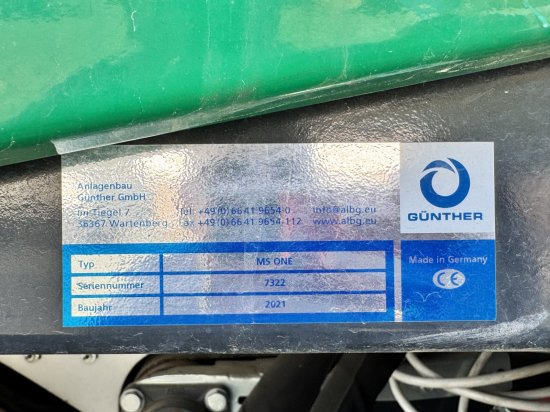 Anlagenbau
Günther GmbH
Im Tiegel 7 Tel. +49(0)6641 9654-0 info@albg.eu
36367 Wartenberg Fax +49(0)6641 9654-112 www.albg.eu
GÜNTHER
Typ MS ONE
Seriennummer 7322
Baujahr 2021
Made in Germany
CE